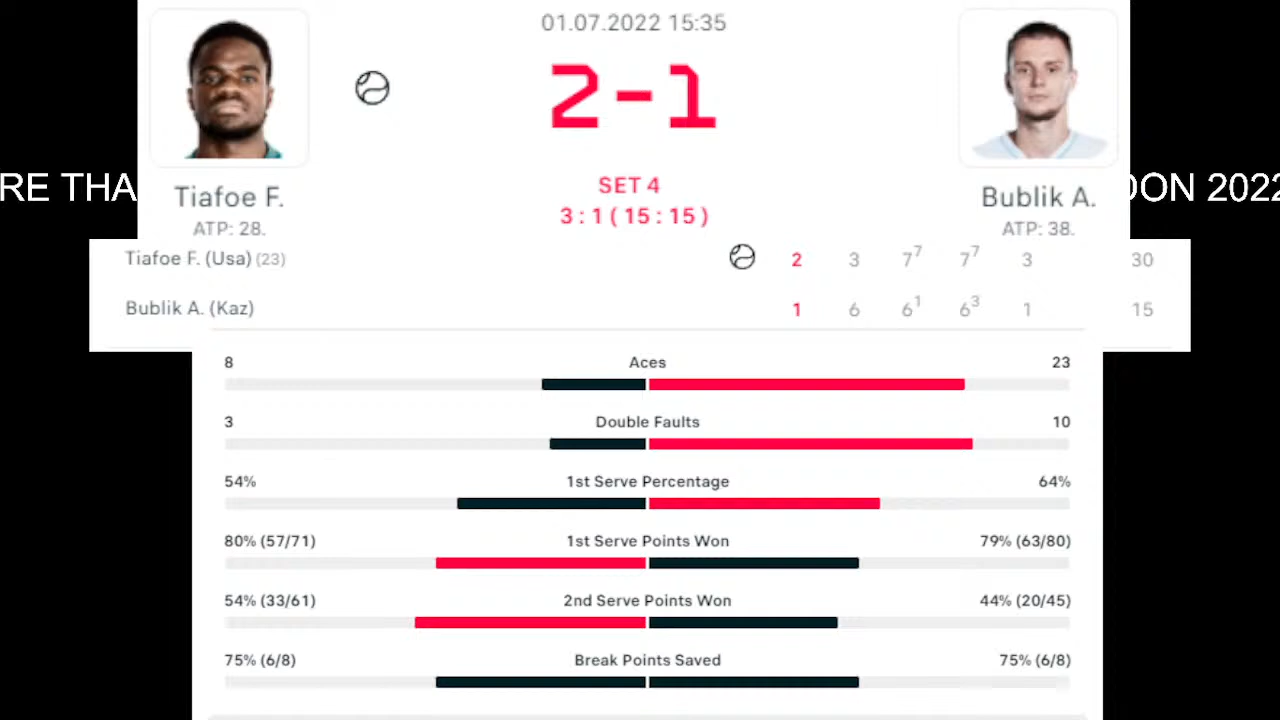 01.07.2022 15:35
2-1
RE THA
DON 2022
SET 4
Tiafoe F.
Bublik A.
3 : 1 ( 15 : 15 )
ATP: 28.
ATP: 38.
Tiafoe F. (Usa) (23) 2 3 7⁷ 7⁷ 3 30
Bublik A. (Kaz) 1 6 6¹ 6³ 1 15
8 Aces 23
3 Double Faults 10
54% 1st Serve Percentage 64%
80% (57/71) 1st Serve Points Won 79% (63/80)
54% (33/61) 2nd Serve Points Won 44% (20/45)
75% (6/8) Break Points Saved 75% (6/8)